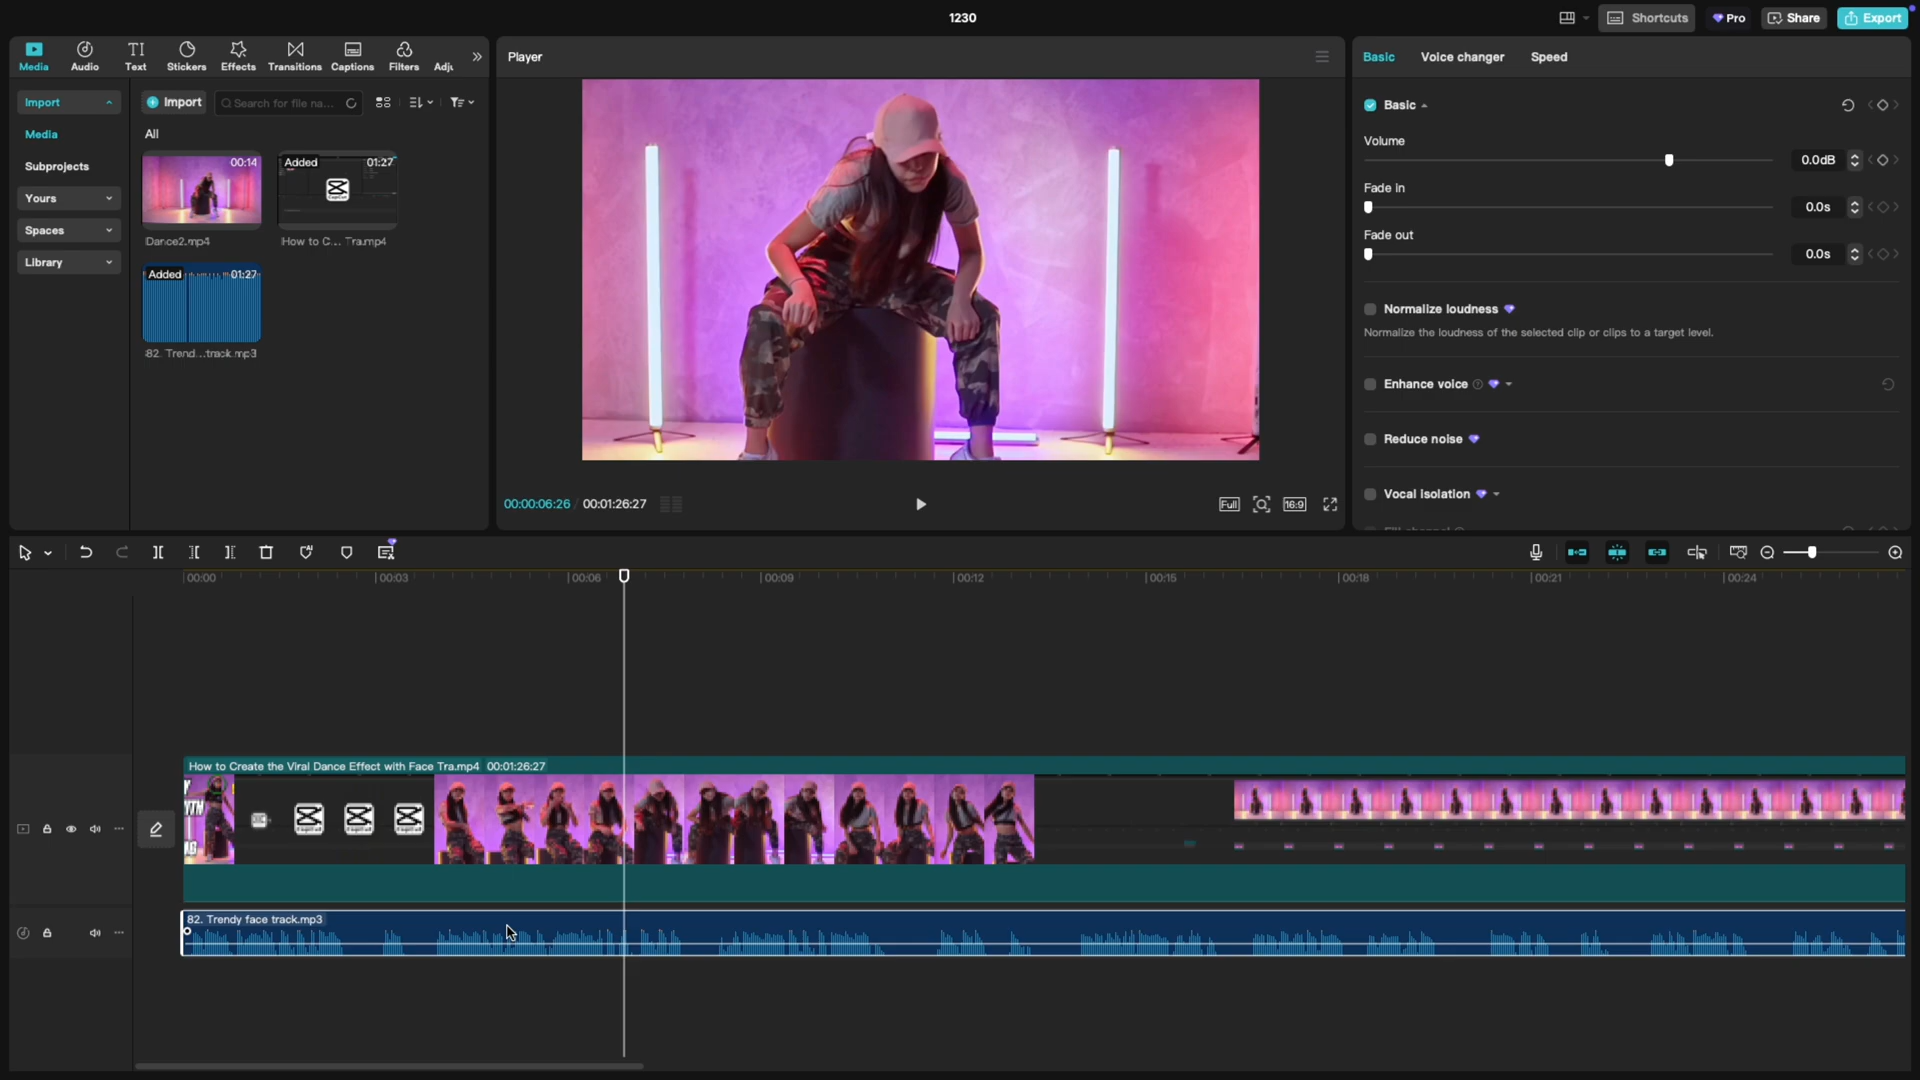 1230
Shortcuts
Pro
Share
Export
Media
Audio
Text
Stickers
Effects
Transitions
Captions
Filters
Adju
Player
Basic
Voice changer
Speed
Import
Import
Search for file na...
Media
All
Subprojects
Yours
Spaces
Library
00:14
Dance2.mp4
Added
01:27
How to C... Tra.mp4
Added
01:27
82. Trend...track.mp3
Basic
Volume
0.0dB
Fade in
0.0s
Fade out
0.0s
Normalize loudness
Normalize the loudness of the selected clip or clips to a target level.
Enhance voice
Reduce noise
Vocal isolation
00:00:06:26 / 00:01:26:27
Full
16:9
00:00
00:03
00:06
00:09
00:12
00:15
00:18
00:21
00:24
How to Create the Viral Dance Effect with Face Tra.mp4 00:01:26:27
82. Trendy face track.mp3